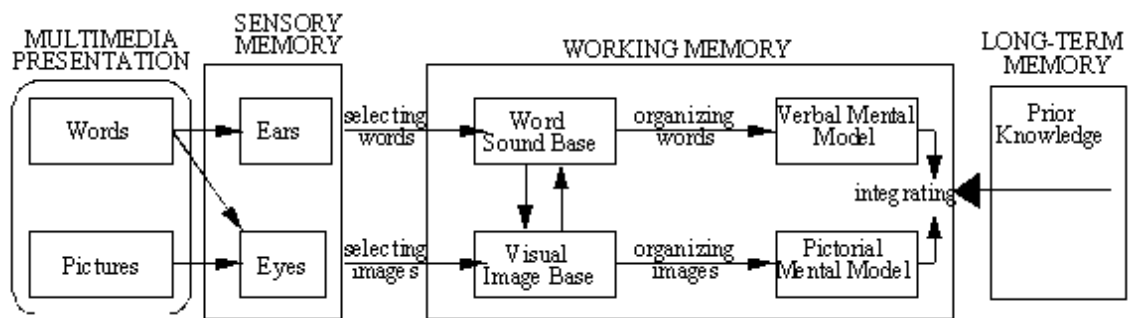 MULTIMEDIA
PRESENTATION
SENSORY
MEMORY
WORKING MEMORY
LONG-TERM
MEMORY
Words
Ears
selecting
words
Word
Sound Base
organizing
words
Verbal Mental
Model
Prior
Knowledge
integrating
Pictures
Eyes
selecting
images
Visual
Image Base
organizing
images
Pictorial
Mental Model